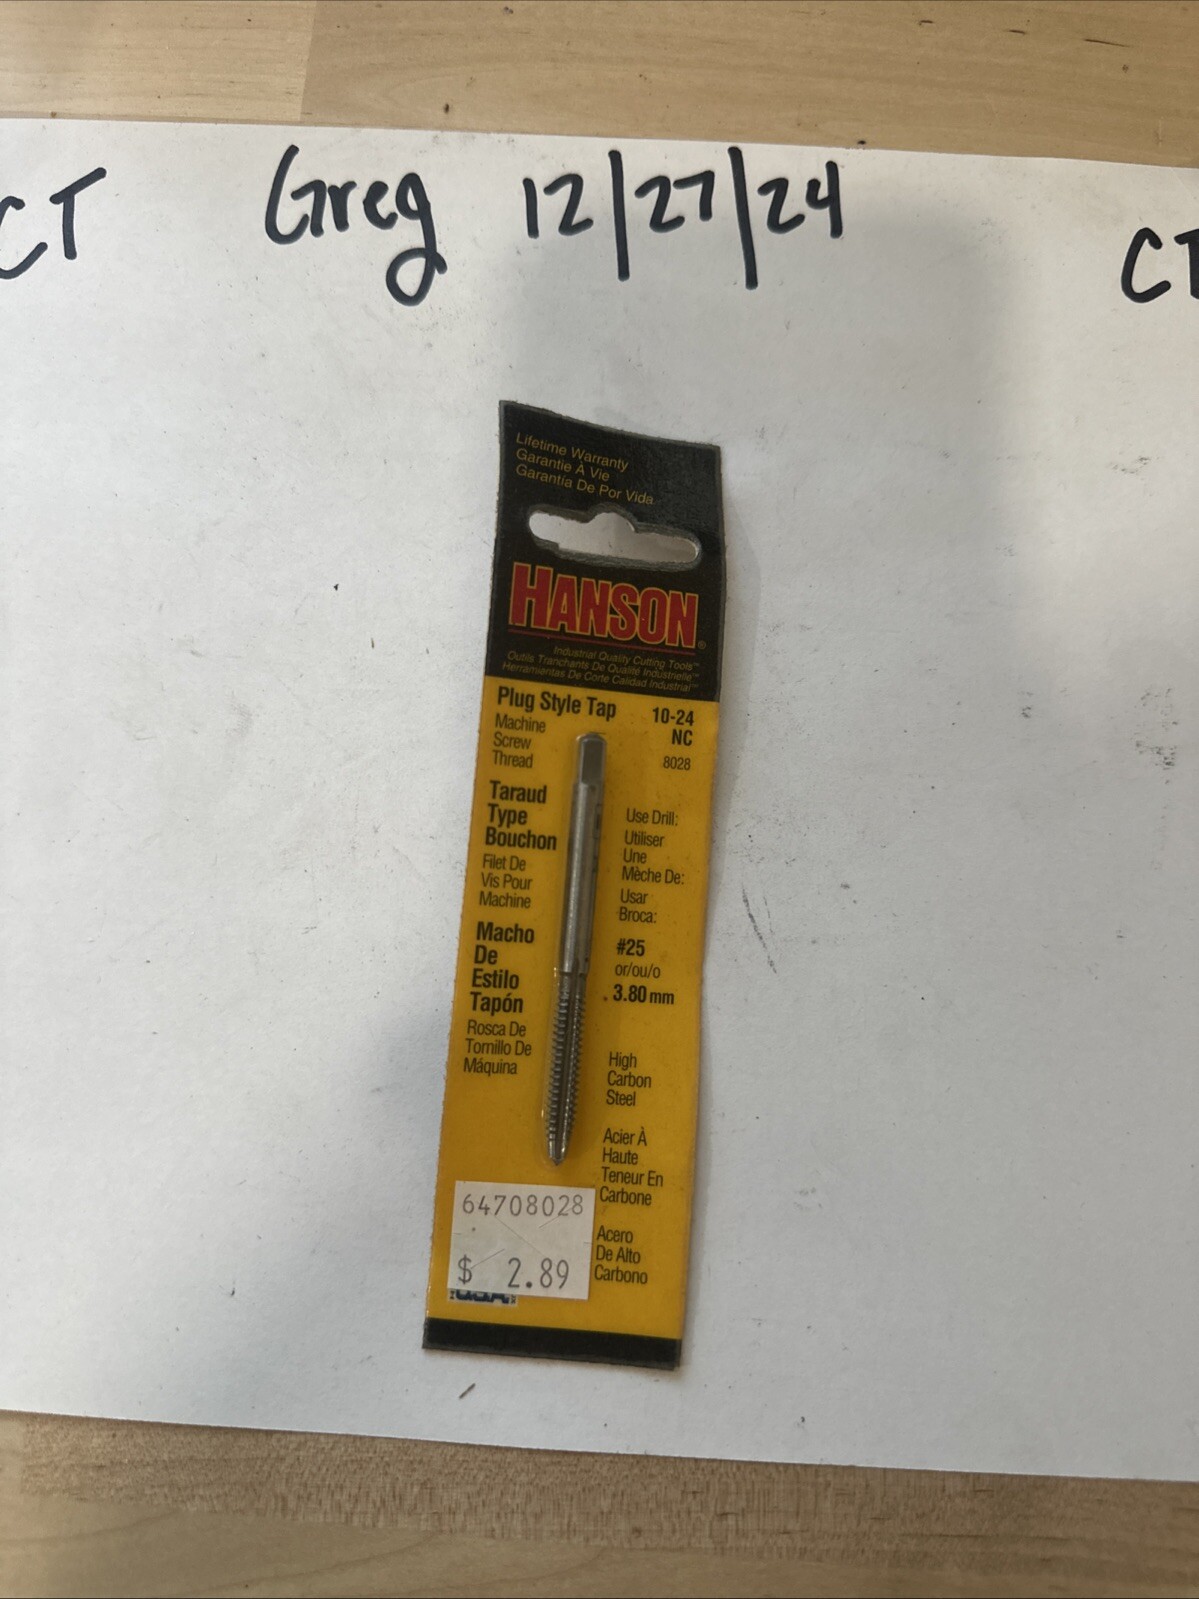 CT Greg 12/27/24 CT
Lifetime Warranty
Garantie À Vie
Garantía De Por Vida
HANSON®
Industrial Quality Cutting Tools™
Outils Tranchants De Qualité Industrielle™
Herramientas De Corte Calidad Industrial™
Plug Style Tap
Machine
Screw
Thread
10-24
NC
8028
Taraud
Type
Bouchon
Filet De
Vis Pour
Machine
Macho
De
Estilo
Tapón
Rosca De
Tornillo De
Máquina
Use Drill:
Utiliser
Une
Mèche De:
Usar
Broca:
#25
or/ou/o
3.80 mm
High
Carbon
Steel
Acier À
Haute
Teneur En
Carbone
Acero
De Alto
Carbono
64708028
$ 2.89
USA